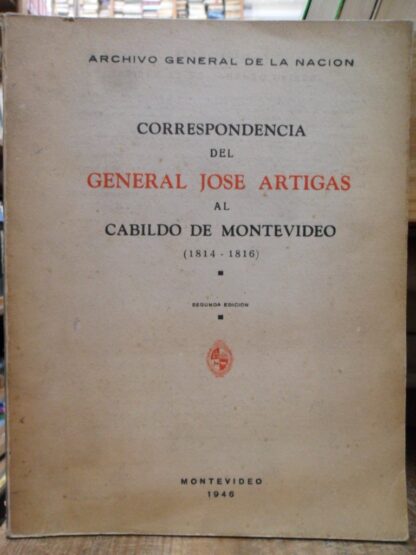 ARCHIVO GENERAL DE LA NACION
CORRESPONDENCIA
DEL
GENERAL JOSE ARTIGAS
AL
CABILDO DE MONTEVIDEO
(1814 - 1816)
SEGUNDA EDICION
MONTEVIDEO
1946